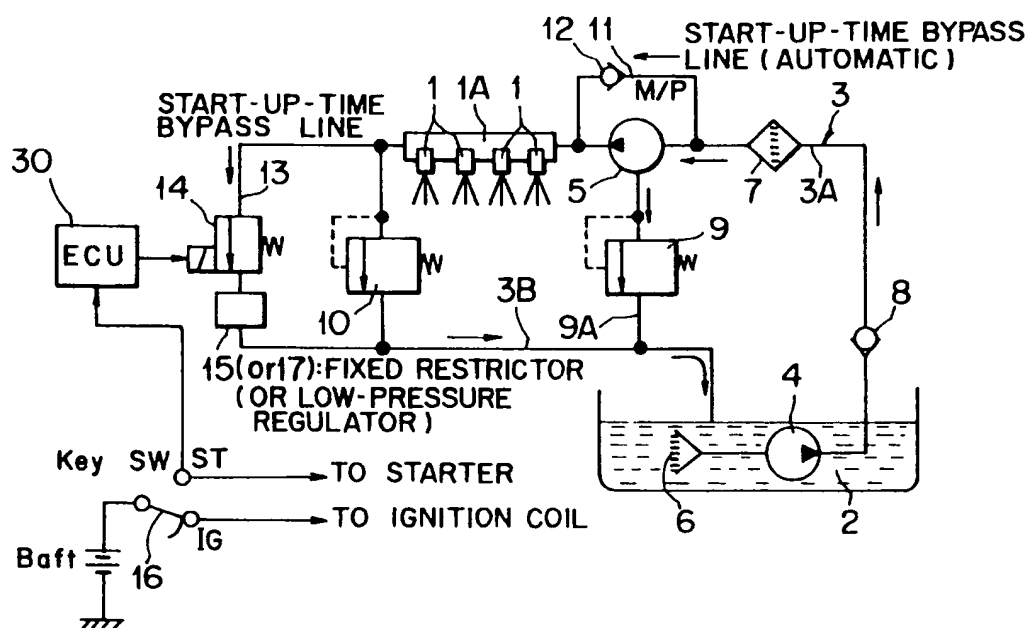 12 11
START-UP-TIME BYPASS
LINE (AUTOMATIC)
M/P
START-UP-TIME
BYPASS LINE
1 1A 1
3
30
14
13
5
7
3A
ECU
9
8
10
3B
9A
15(or17):FIXED RESTRICTOR
(OR LOW-PRESSURE
REGULATOR)
4
Key SW ST
TO STARTER
6
2
TO IGNITION COIL
IG
Baft
16